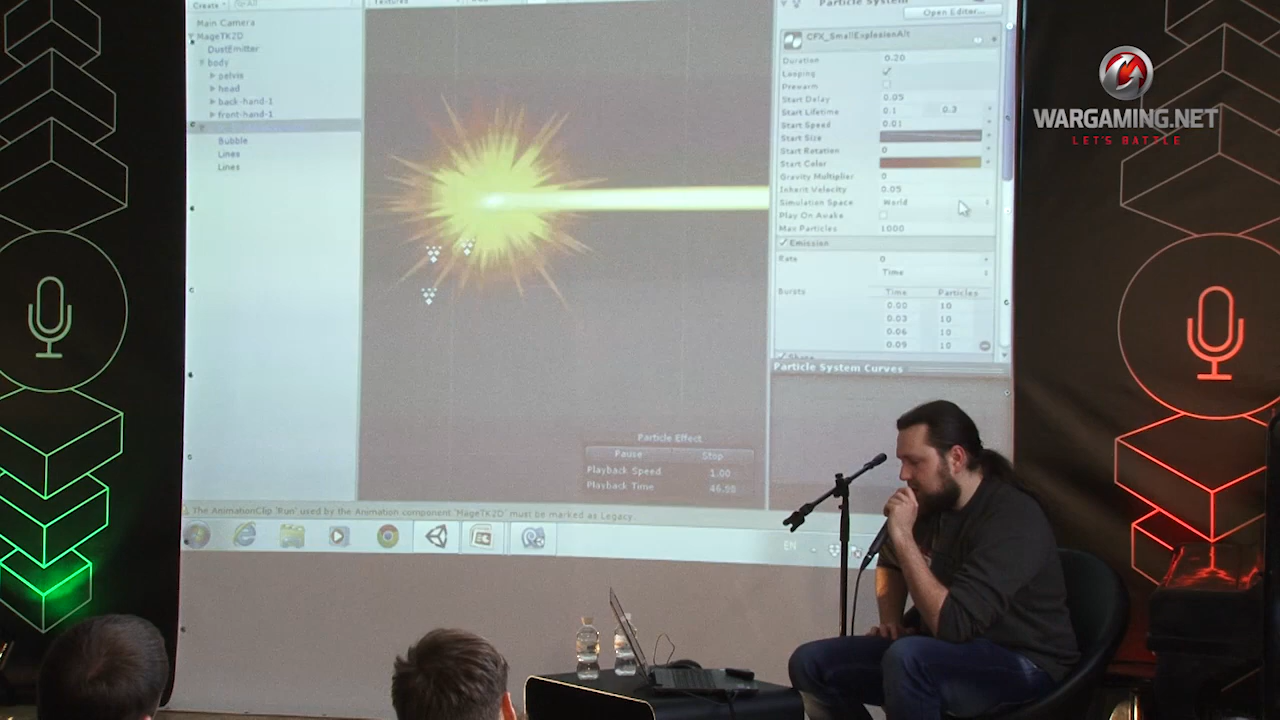 Create
Main Camera
MageTK2D
DustEmitter
body
pelvis
head
back-hand-1
front-hand-1
Bubble
Lines
Lines
Textured
Particle System
Open Editor...
CFX_SmallExplosionAlt
Duration 0.20
Looping
Prewarm
Start Delay 0.05
Start Lifetime 0.1 0.3
Start Speed 0.01
Start Size
Start Rotation 0
Start Color
Gravity Multiplier 0
Inherit Velocity 0.05
Simulation Space World
Play On Awake
Max Particles 1000
Emission
Rate 0
Time
Bursts Time Particles
0.00 10
0.03 10
0.06 10
0.09 10
Shape
Particle System Curves
Particle Effect
Pause Stop
Playback Speed 1.00
Playback Time 46.50
The AnimationClip 'Run' used by the Animation component 'MageTK2D' must be marked as Legacy.
EN
WARGAMING.NET
LET'S BATTLE